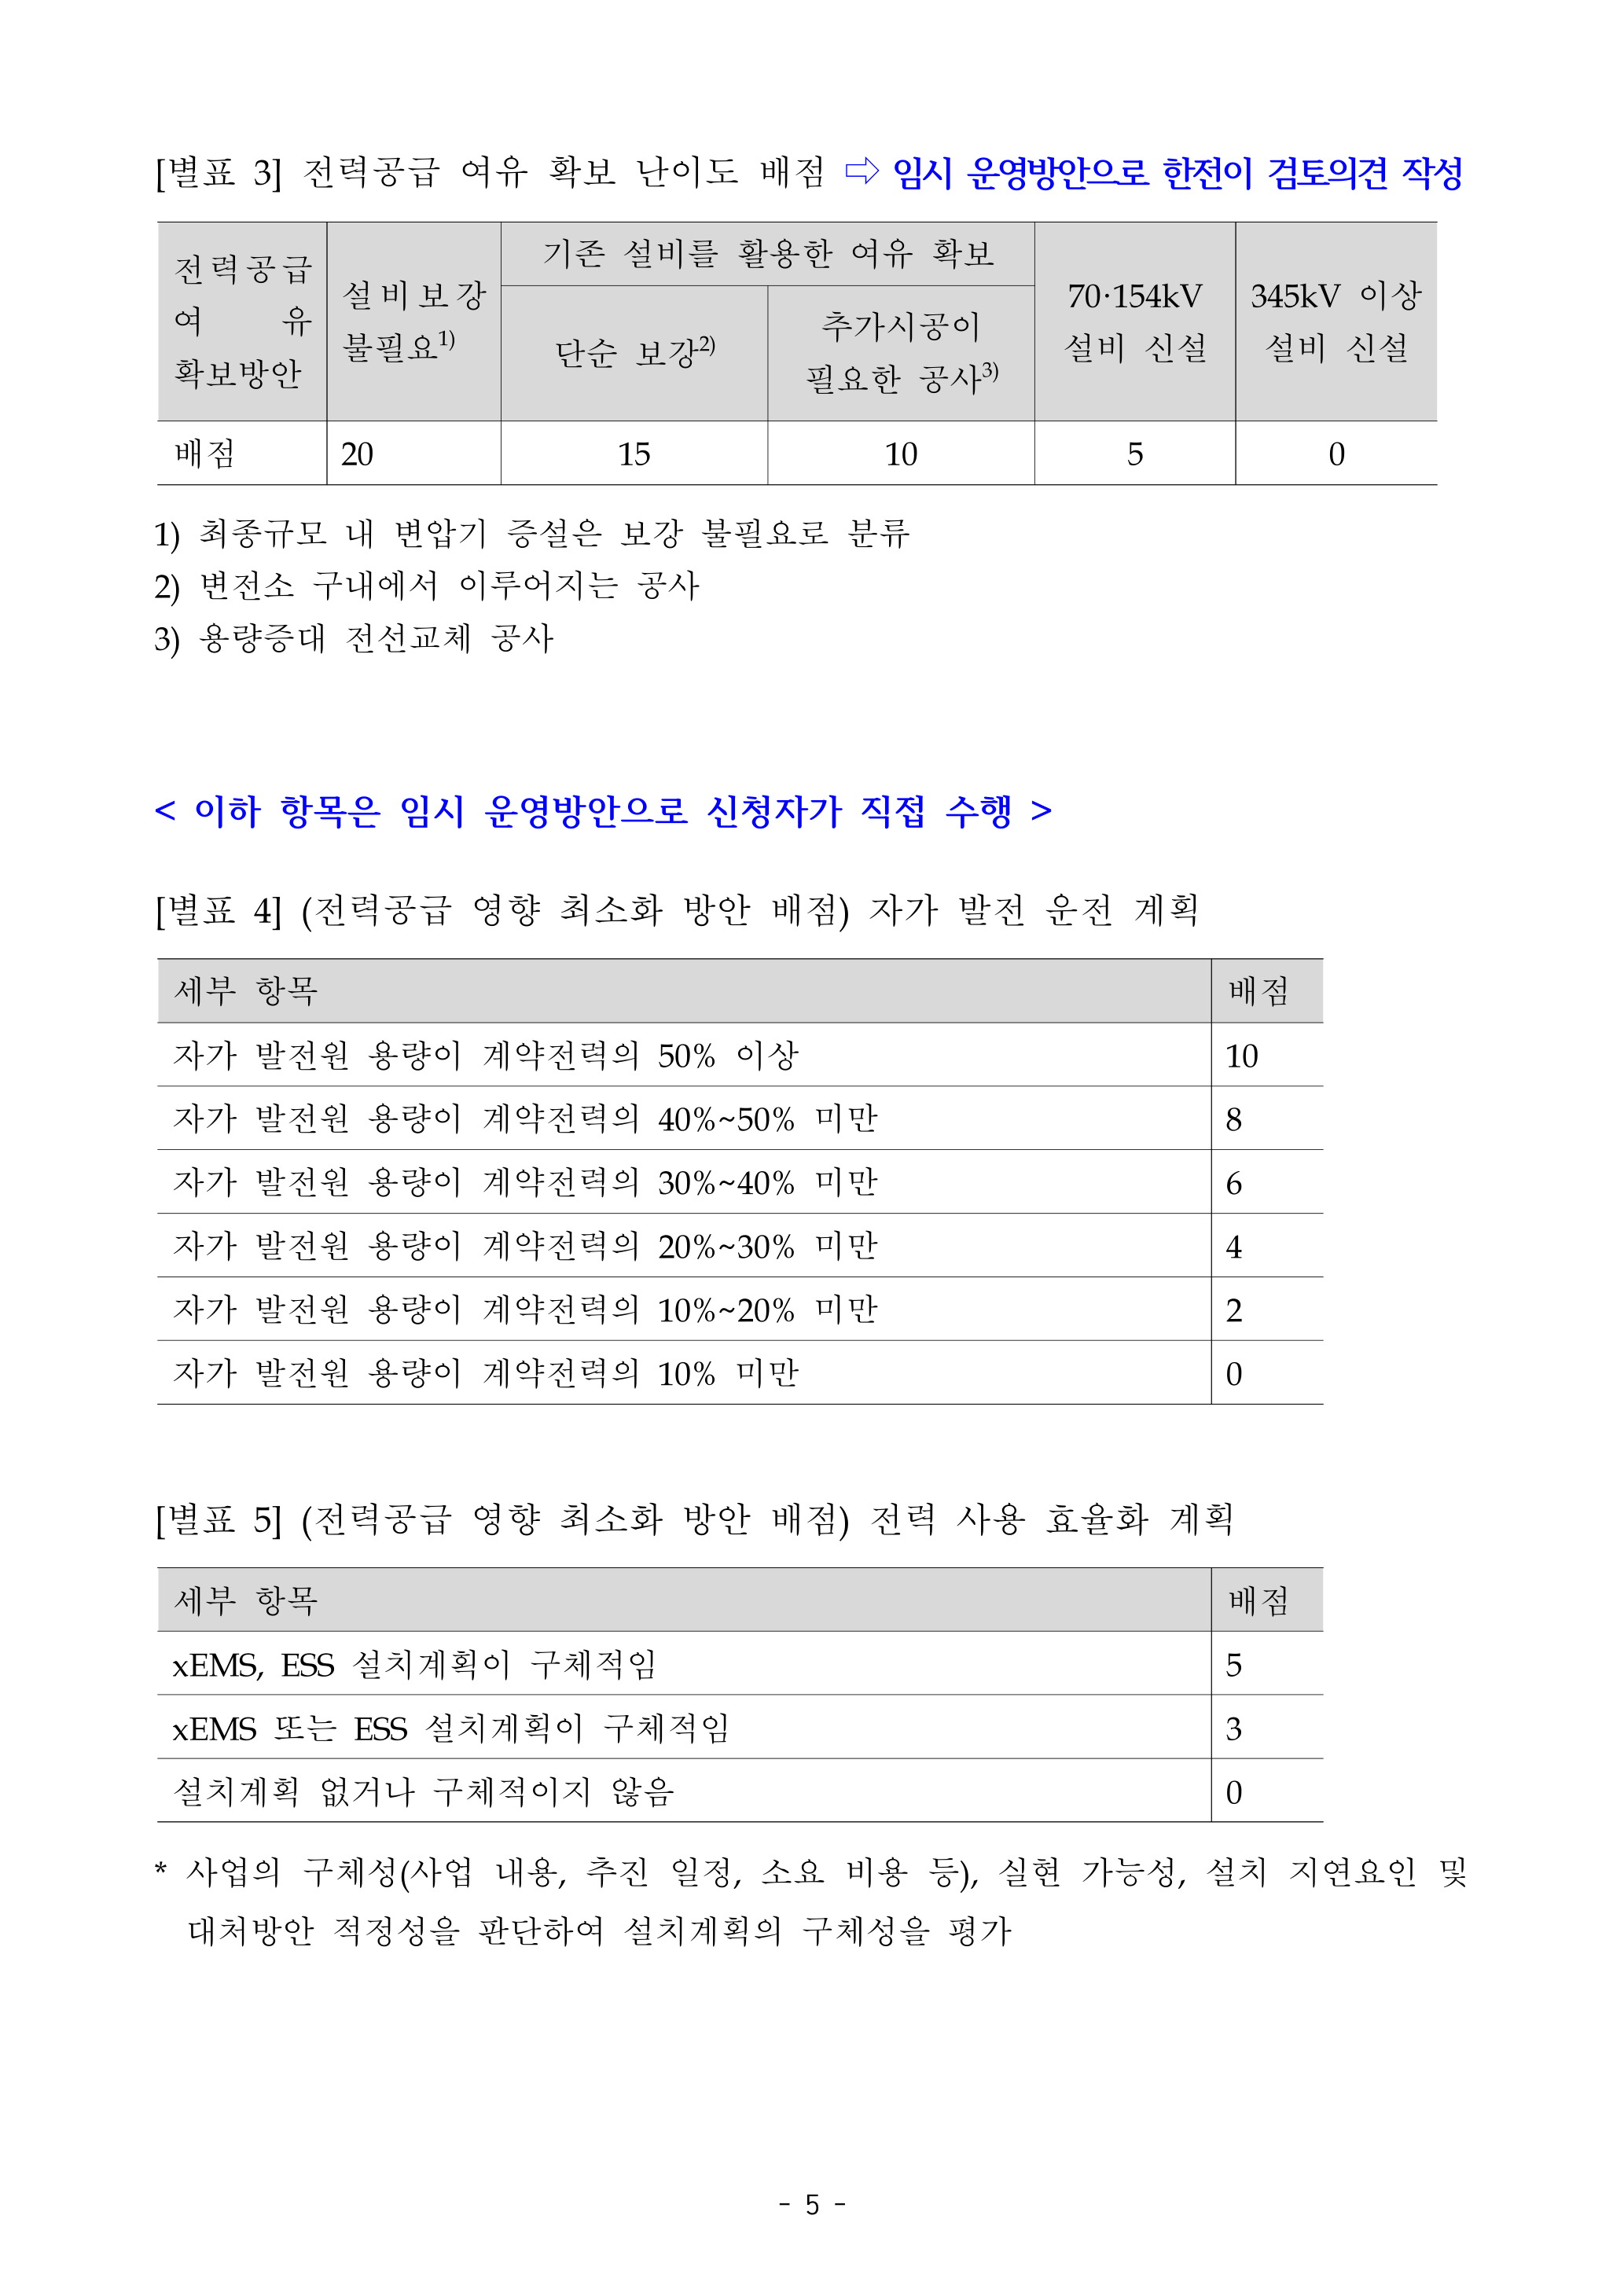 [별표 3] 전력공급 여유 확보 난이도 배점 ⇨ 임시 운영방안으로 한전이 검토의견 작성
전력공급 여 유 확보방안
설비보강 불필요1)
기존 설비를 활용한 여유 확보
단순 보강2)
추가시공이 필요한 공사3)
70·154kV 설비 신설
345kV 이상 설비 신설
배점 20 15 10 5 0
1) 최종규모 내 변압기 증설은 보강 불필요로 분류
2) 변전소 구내에서 이루어지는 공사
3) 용량증대 전선교체 공사
< 이하 항목은 임시 운영방안으로 신청자가 직접 수행 >
[별표 4] (전력공급 영향 최소화 방안 배점) 자가 발전 운전 계획
세부 항목 배점
자가 발전원 용량이 계약전력의 50% 이상 10
자가 발전원 용량이 계약전력의 40%~50% 미만 8
자가 발전원 용량이 계약전력의 30%~40% 미만 6
자가 발전원 용량이 계약전력의 20%~30% 미만 4
자가 발전원 용량이 계약전력의 10%~20% 미만 2
자가 발전원 용량이 계약전력의 10% 미만 0
[별표 5] (전력공급 영향 최소화 방안 배점) 전력 사용 효율화 계획
세부 항목 배점
xEMS, ESS 설치계획이 구체적임 5
xEMS 또는 ESS 설치계획이 구체적임 3
설치계획 없거나 구체적이지 않음 0
* 사업의 구체성(사업 내용, 추진 일정, 소요 비용 등), 실현 가능성, 설치 지연요인 및
대처방안 적정성을 판단하여 설치계획의 구체성을 평가
- 5 -